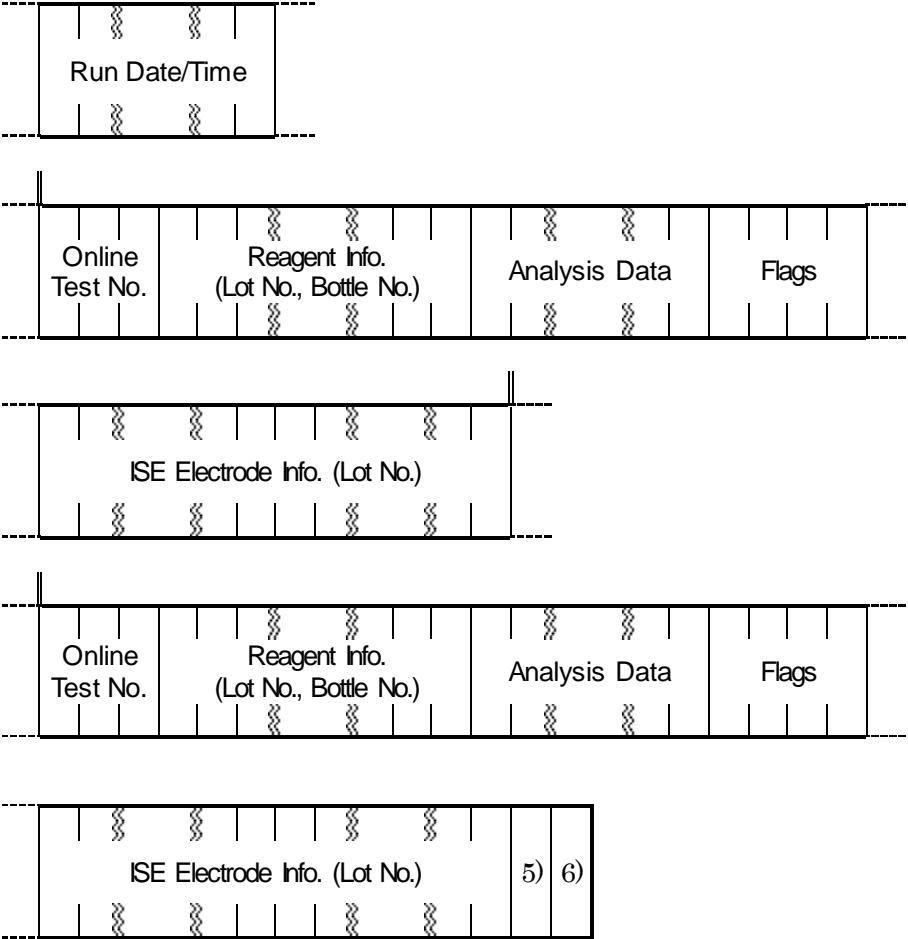 Run Date/Time
Online
Test No.
Reagent Info.
(Lot No., Bottle No.)
Analysis Data
Flags
ISE Electrode Info. (Lot No.)
Online
Test No.
Reagent Info.
(Lot No., Bottle No.)
Analysis Data
Flags
ISE Electrode Info. (Lot No.)
5)
6)